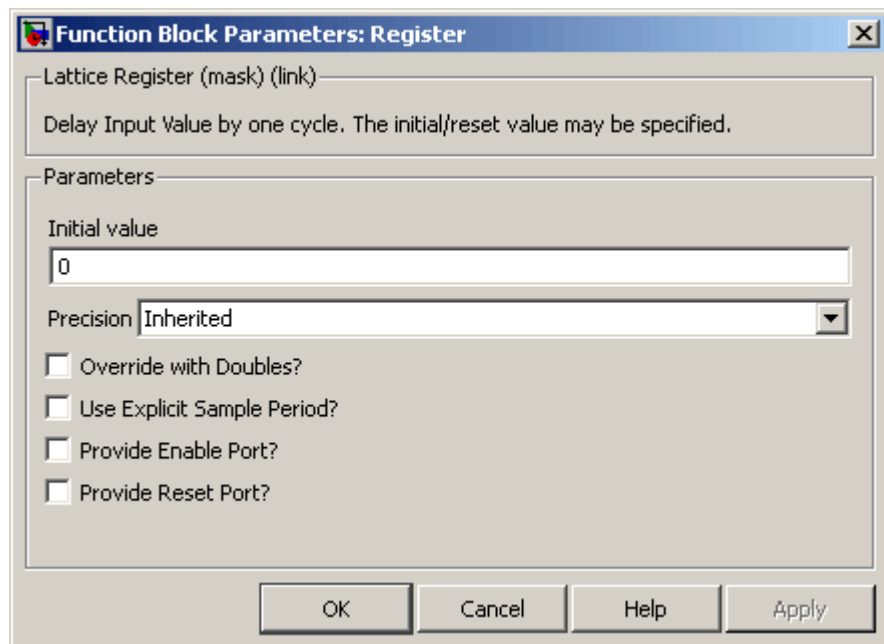 Function Block Parameters: Register
Lattice Register (mask) (link)
Delay Input Value by one cycle. The initial/reset value may be specified.
Parameters
Initial value
0
Precision Inherited
Override with Doubles?
Use Explicit Sample Period?
Provide Enable Port?
Provide Reset Port?
OK Cancel Help Apply